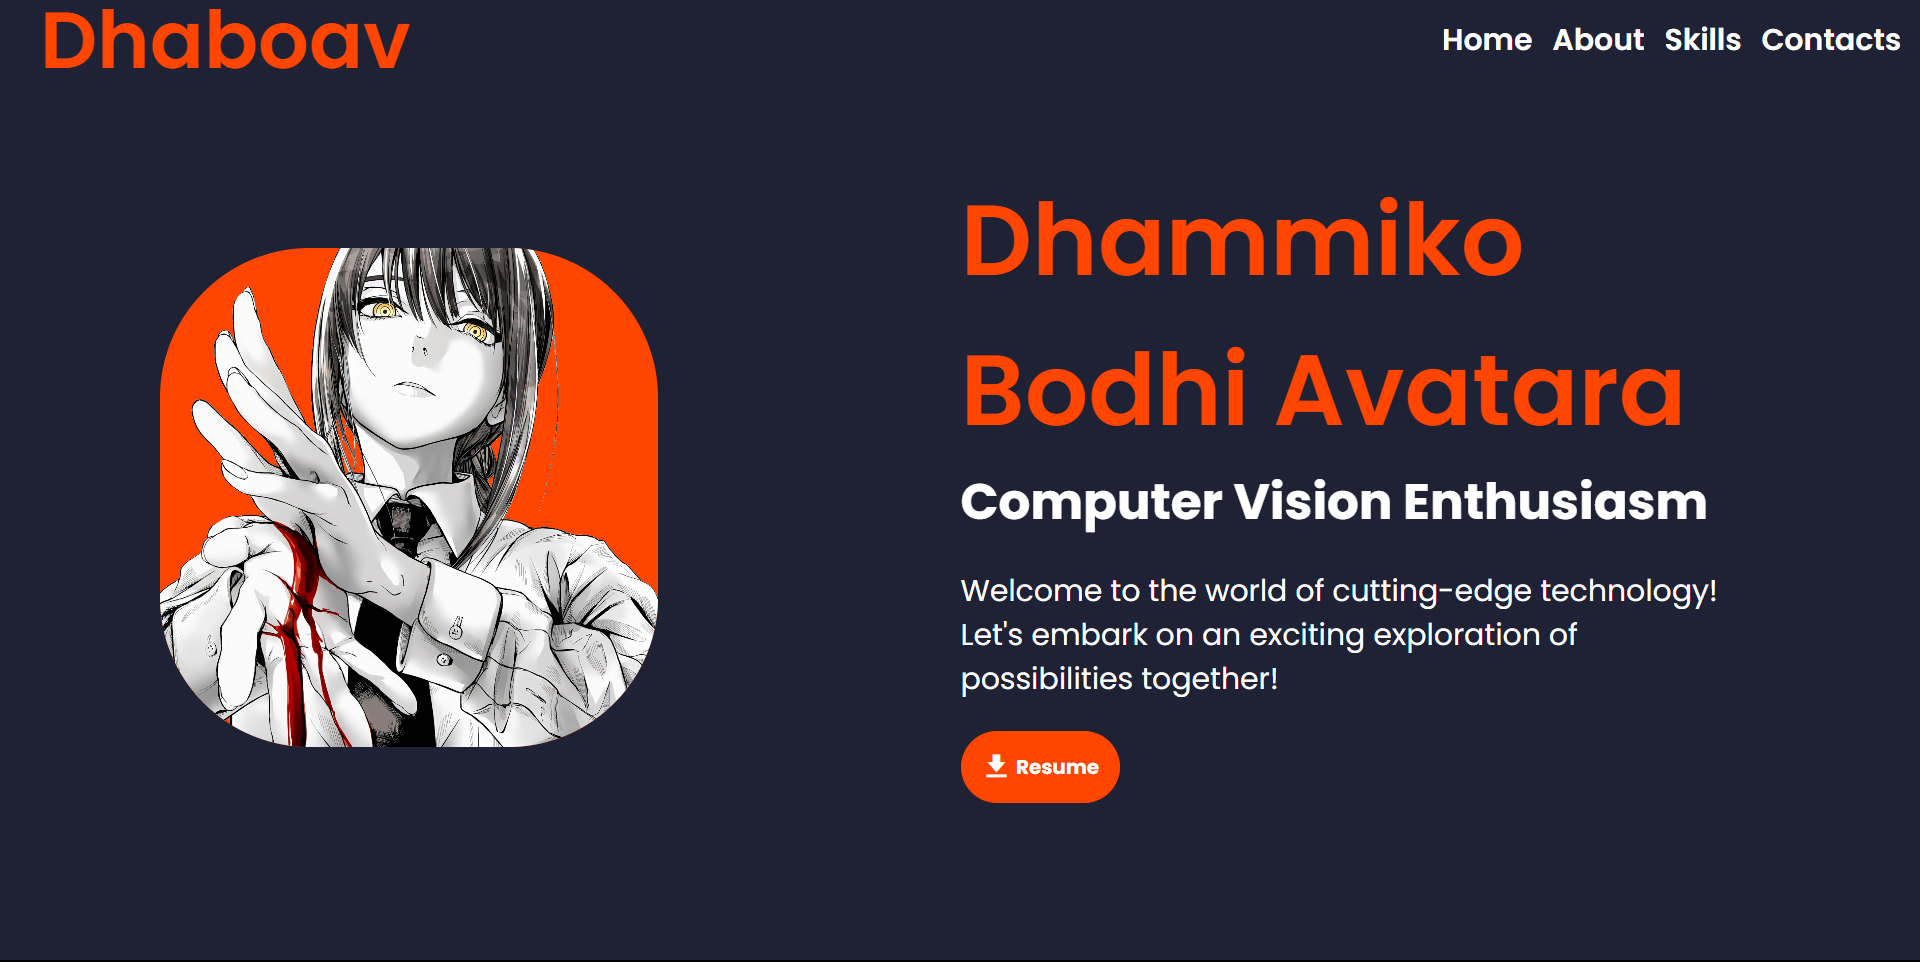 Dhaboav
Home About Skills Contacts
Dhammiko
Bodhi Avatara
Computer Vision Enthusiasm
Welcome to the world of cutting-edge technology!
Let's embark on an exciting exploration of
possibilities together!
Resume